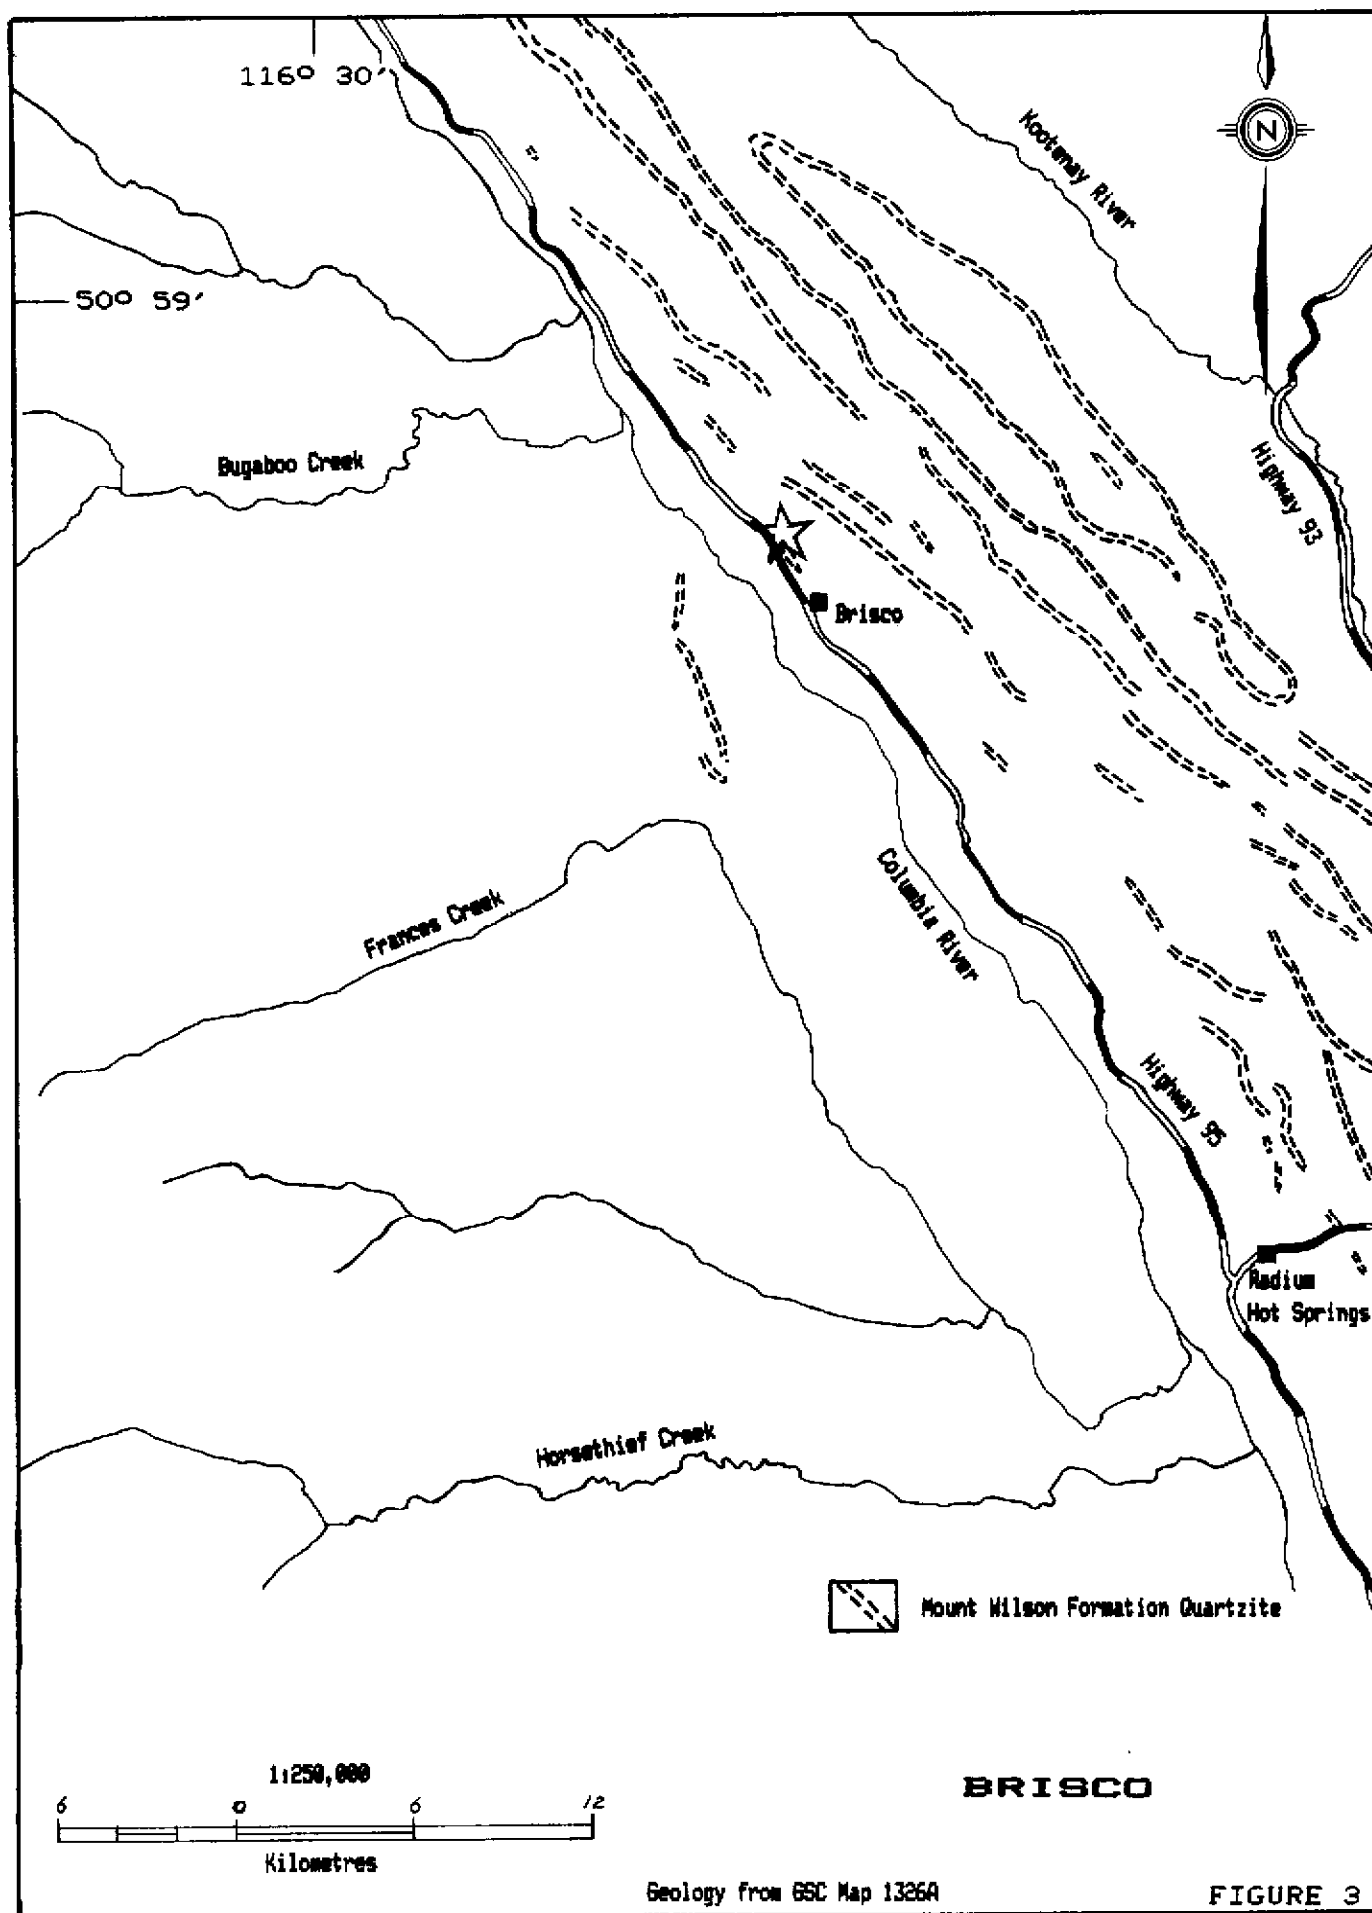 116° 30′
N
Kootenay River
50° 59′
Bugaboo Creek
Highway 93
Brisco
Frances Creek
Columbia River
Highway 95
Radium
Hot Springs
Horsethief Creek
Mount Wilson Formation Quartzite
1:250,000
6 0 6 12
Kilometres
BRISCO
Geology from GSC Map 1326A
FIGURE 3